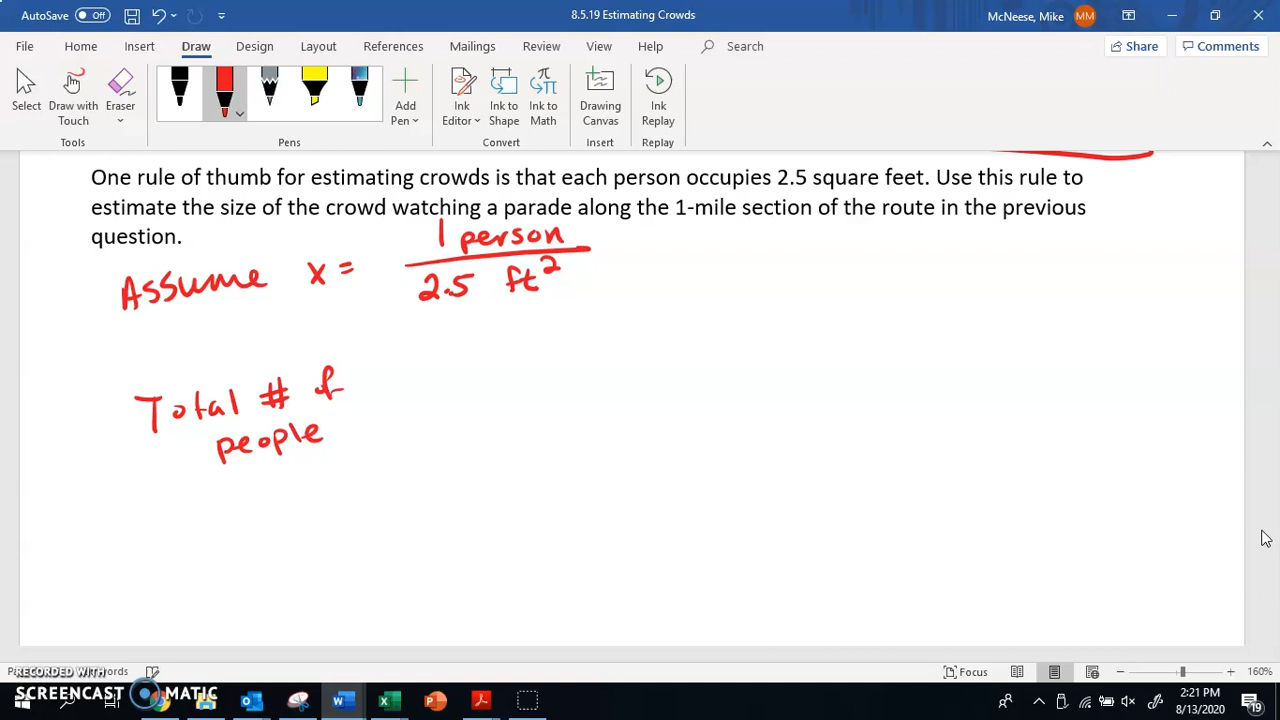 AutoSave Off
8.5.19 Estimating Crowds
McNeese, Mike MM
File Home Insert Draw Design Layout References Mailings Review View Help Search
Share Comments
Select Draw with Touch Eraser
Add Pen
Ink Editor Ink to Shape Ink to Math Drawing Canvas Ink Replay
Tools Pens Convert Insert Replay
One rule of thumb for estimating crowds is that each person occupies 2.5 square feet. Use this rule to
estimate the size of the crowd watching a parade along the 1-mile section of the route in the previous
question.
1 person
Assume x =
2.5 ft²
Total # of
people
words
Focus
160%
RECORDED WITH
SCREENCAST MATIC
2:21 PM
8/13/2020
19